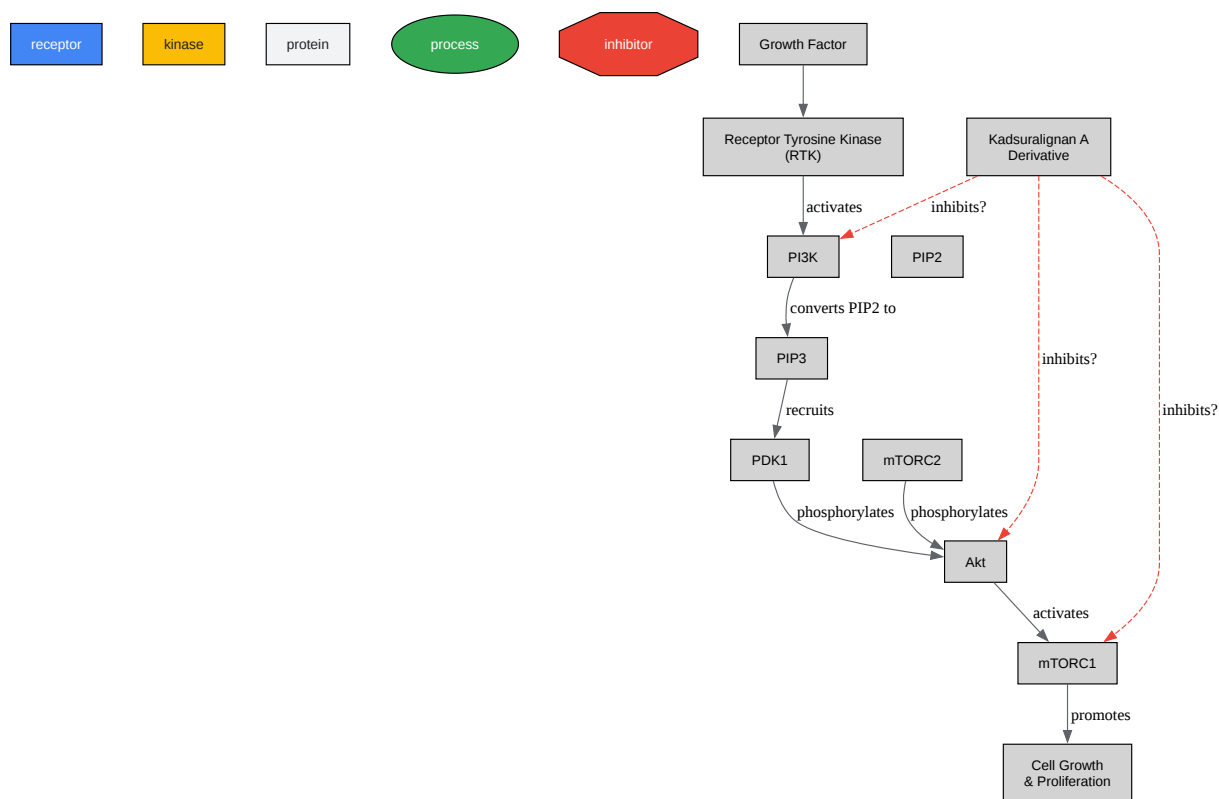 receptor
kinase
protein
process
inhibitor
Growth Factor
Receptor Tyrosine Kinase
(RTK)
Kadsuralignan A
Derivative
activates
inhibits?
PI3K
PIP2
converts PIP2 to
PIP3
inhibits?
recruits
inhibits?
PDK1
mTORC2
phosphorylates
phosphorylates
Akt
activates
mTORC1
promotes
Cell Growth
& Proliferation